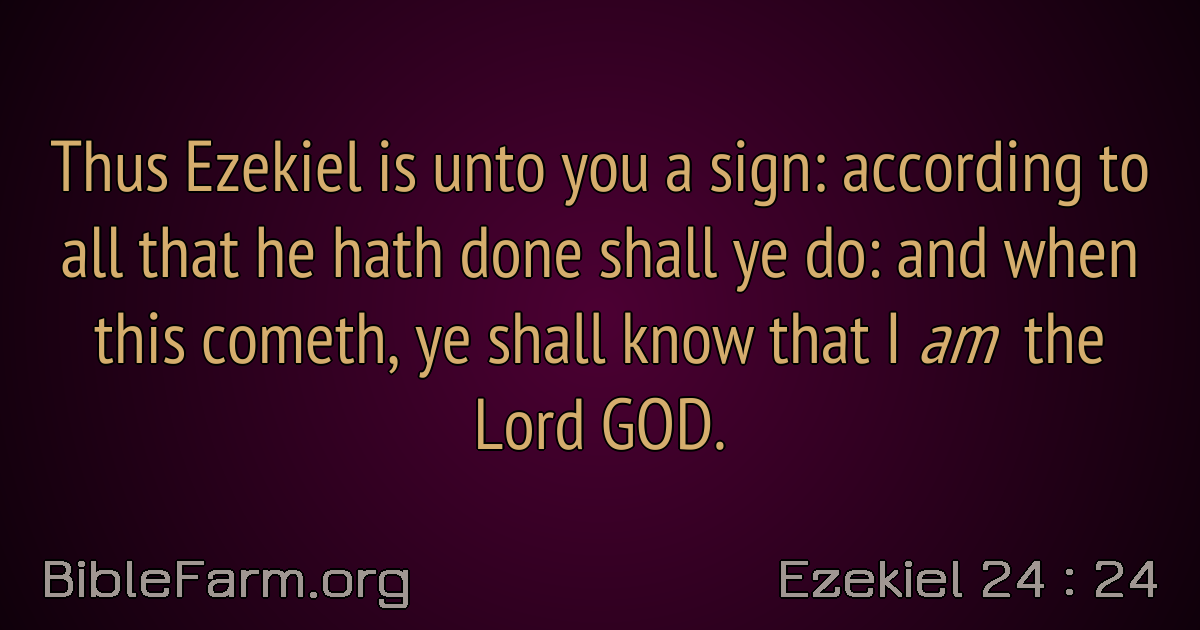 Thus Ezekiel is unto you a sign: according to
all that he hath done shall ye do: and when
this cometh, ye shall know that I am the
Lord GOD.
BibleFarm.org
Ezekiel 24 : 24